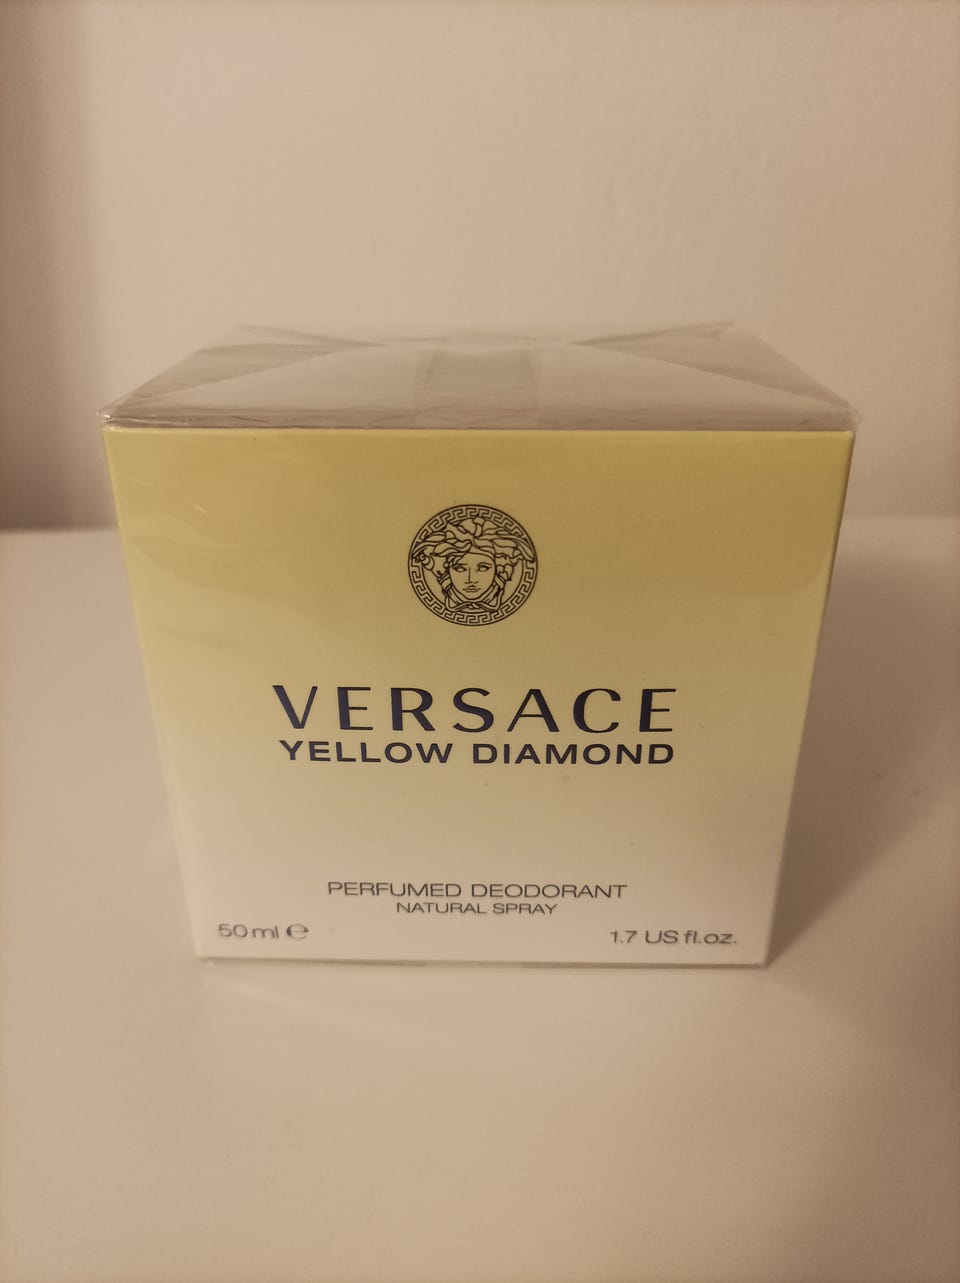 VERSACE
YELLOW DIAMOND
PERFUMED DEODORANT
NATURAL SPRAY
50 ml ℮ 1.7 US fl.oz.